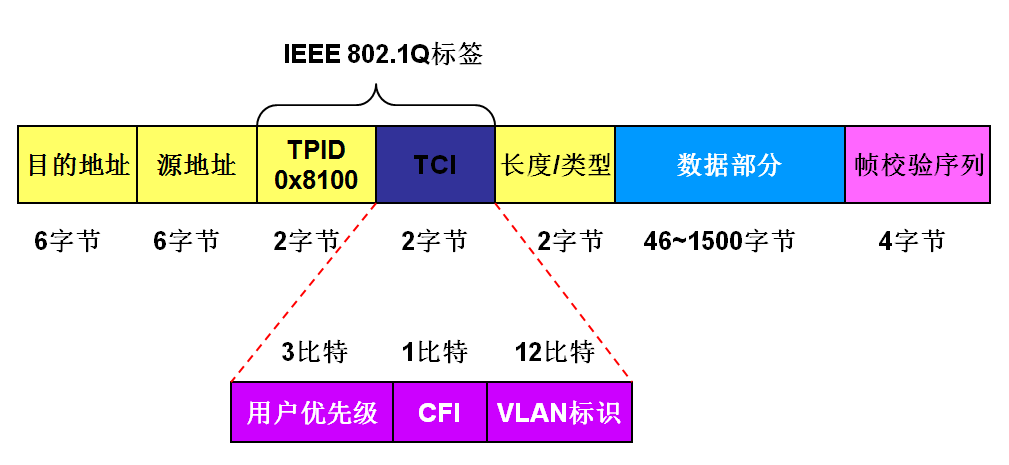 IEEE 802.1Q标签
目的地址
源地址
TPID
0x8100
TCI
长度/类型
数据部分
帧校验序列
6字节
6字节
2字节
2字节
2字节
46~1500字节
4字节
3比特
1比特
12比特
用户优先级
CFI
VLAN标识